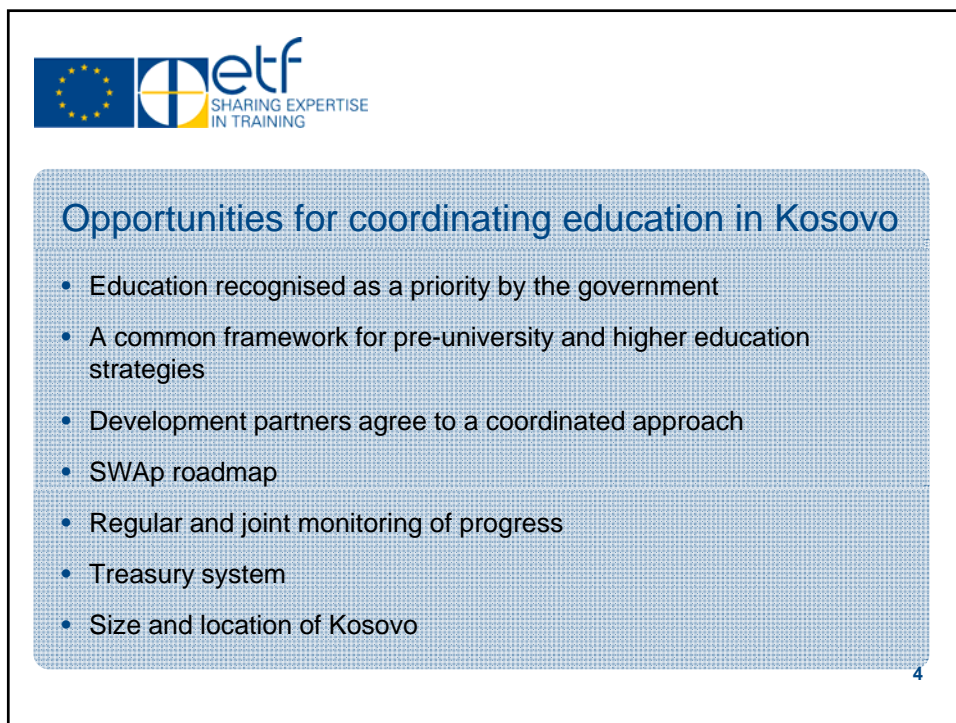 etf
SHARING EXPERTISE
IN TRAINING
Opportunities for coordinating education in Kosovo
• Education recognised as a priority by the government
• A common framework for pre-university and higher education
strategies
• Development partners agree to a coordinated approach
• SWAp roadmap
• Regular and joint monitoring of progress
• Treasury system
• Size and location of Kosovo
4